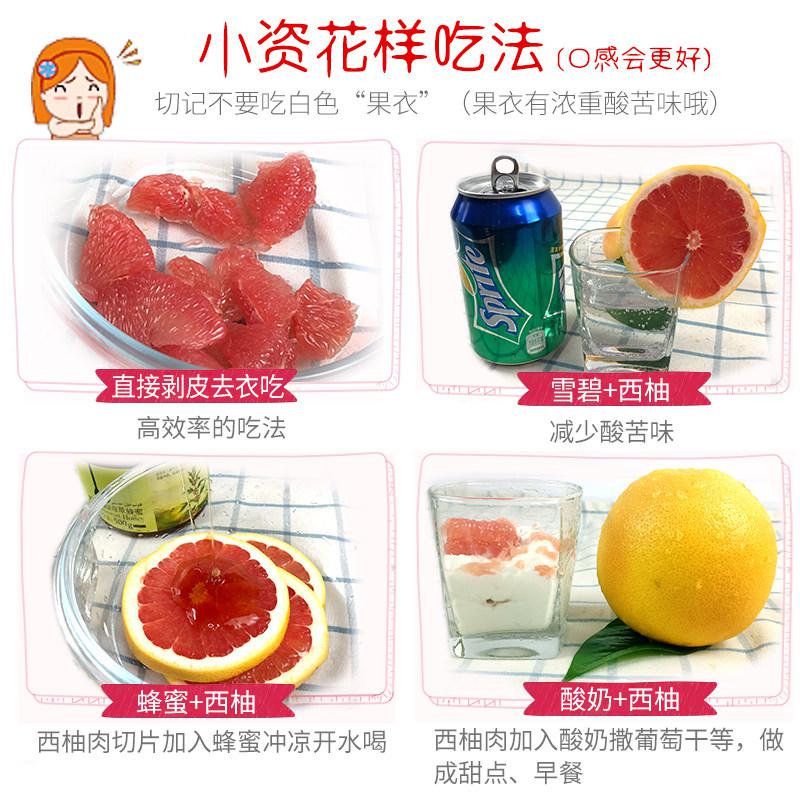 小资花样吃法(口感会更好)
切记不要吃白色“果衣”（果衣有浓重酸苦味哦）
Sprite
直接剥皮去衣吃
高效率的吃法
雪碧+西柚
减少酸苦味
500g
蜂蜜+西柚
西柚肉切片加入蜂蜜冲凉开水喝
酸奶+西柚
西柚肉加入酸奶撒葡萄干等，做
成甜点、早餐